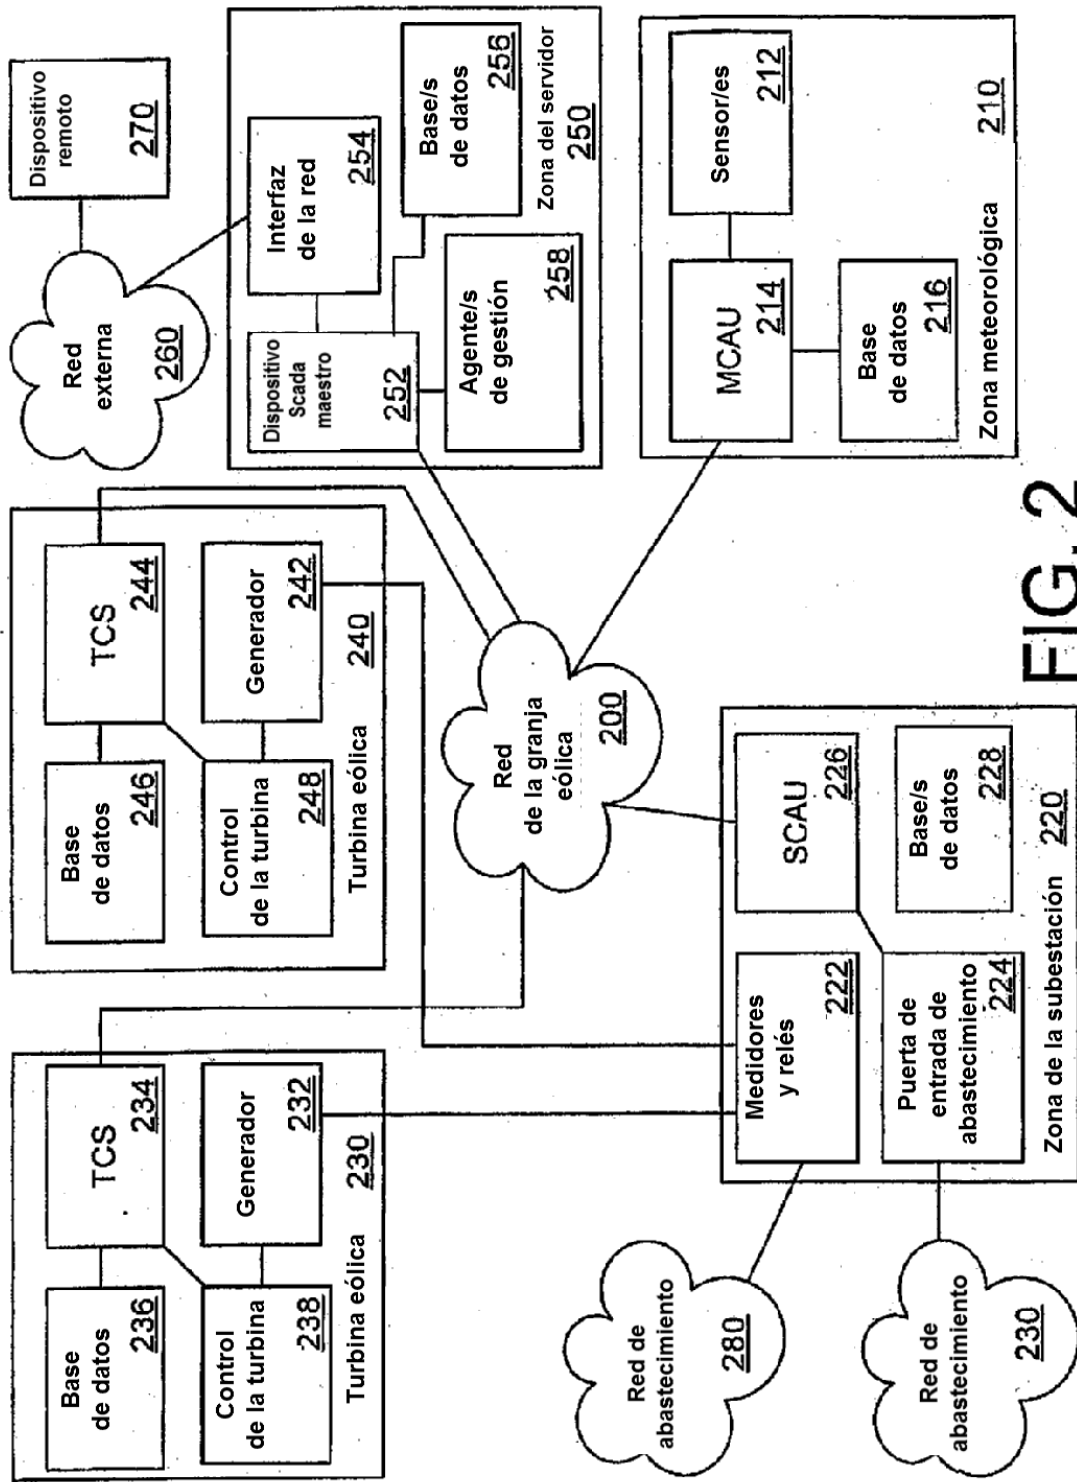 Base
de datos
236
TCS
234
Control
de la turbina
238
Generador
232
Turbina eólica
230
Base
de datos
246
TCS
244
Control
de la turbina
248
Generador
242
Turbina eólica
240
Red
externa
260
Dispositivo
remoto
270
Dispositivo
Scada
maestro
252
Interfaz
de la red
254
Agente/s
de gestión
258
Base/s
de datos
256
Zona del servidor
250
Red
de la granja
eólica
200
Red de
abastecimiento
280
Red de
abastecimiento
230
Medidores
y relés
222
SCAU
226
Puerta de
entrada de
abastecimiento
224
Base/s
de datos
228
Zona de la subestación
220
MCAU
214
Sensor/es
212
Base
de datos
216
Zona meteorológica
210
FIG. 2